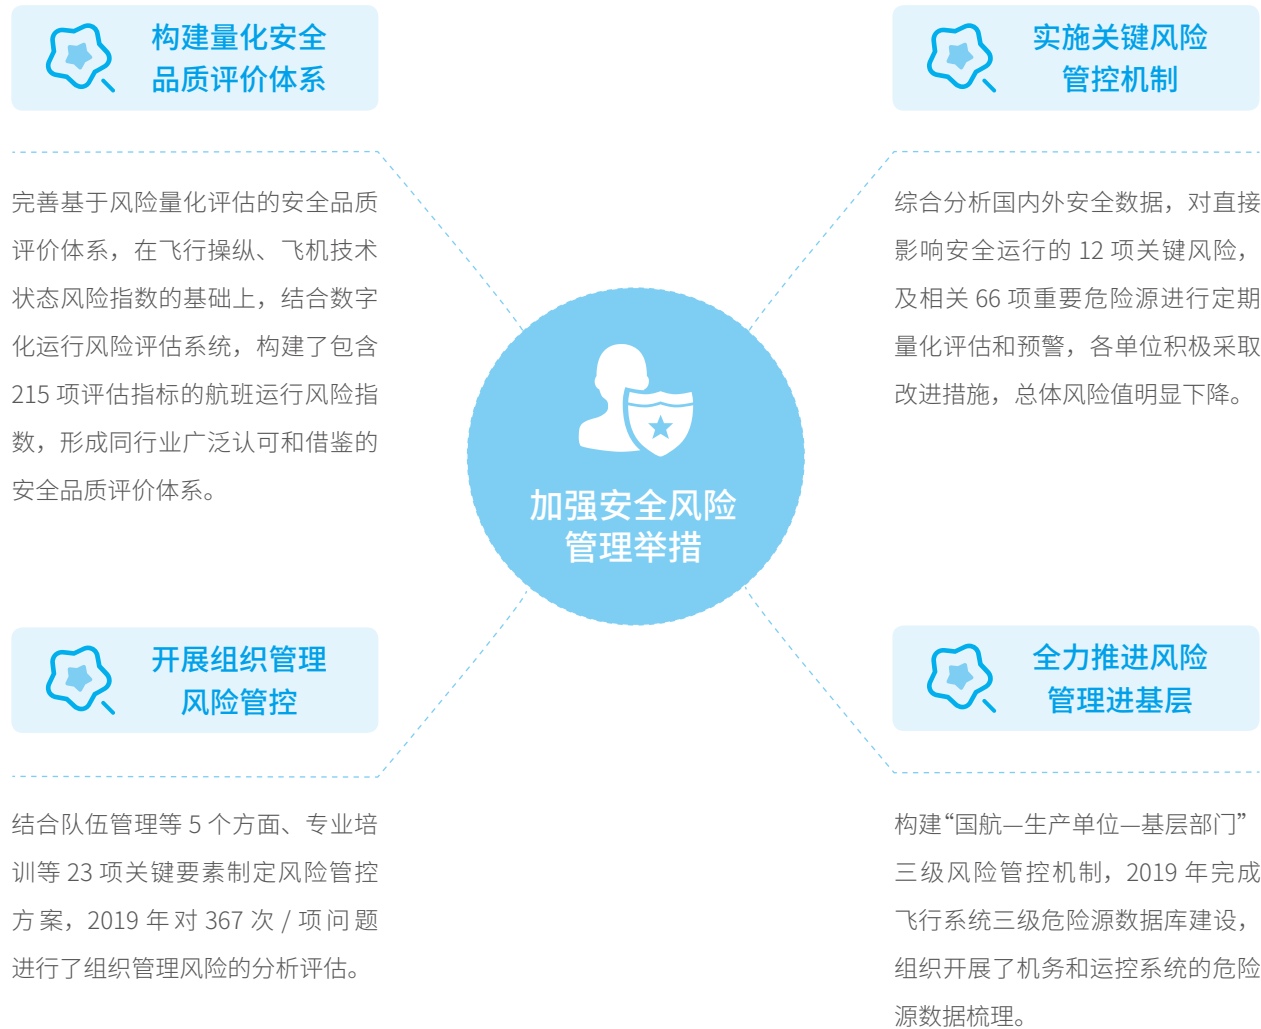 构建量化安全
品质评价体系
完善基于风险量化评估的安全品质
评价体系，在飞行操纵、飞机技术
状态风险指数的基础上，结合数字
化运行风险评估系统，构建了包含
215 项评估指标的航班运行风险指
数，形成同行业广泛认可和借鉴的
安全品质评价体系。
实施关键风险
管控机制
综合分析国内外安全数据，对直接
影响安全运行的 12 项关键风险，
及相关 66 项重要危险源进行定期
量化评估和预警，各单位积极采取
改进措施，总体风险值明显下降。
加强安全风险
管理举措
开展组织管理
风险管控
结合队伍管理等 5 个方面、专业培
训等 23 项关键要素制定风险管控
方案，2019 年对 367 次 / 项问题
进行了组织管理风险的分析评估。
全力推进风险
管理进基层
构建“国航—生产单位—基层部门”
三级风险管控机制，2019 年完成
飞行系统三级危险源数据库建设，
组织开展了机务和运控系统的危险
源数据梳理。